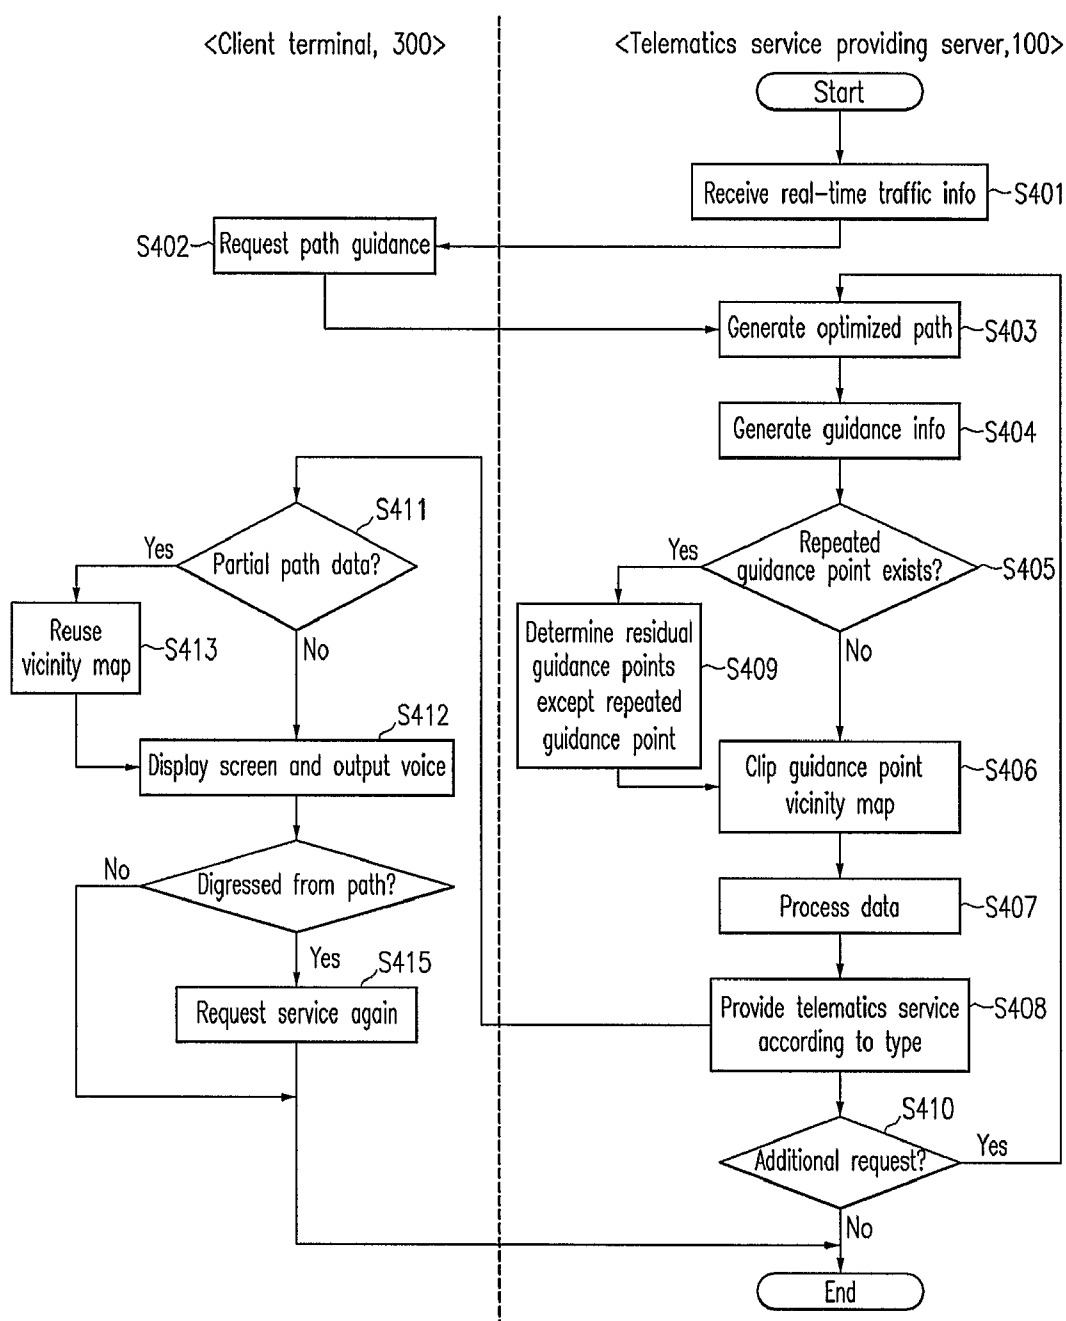 <Client terminal, 300>
<Telematics service providing server,100>
Start
Receive real-time traffic info
S401
S402
Request path guidance
Generate optimized path
S403
Generate guidance info
S404
S411
Partial path data?
Yes
No
Repeated
guidance point exists?
S405
Yes
No
Reuse
vicinity map
S413
Determine residual
guidance points
except repeated
guidance point
S409
S412
Display screen and output voice
Clip guidance point
vicinity map
S406
Digressed from path?
No
Yes
Process data
S407
S415
Request service again
Provide telematics service
according to type
S408
S410
Additional request?
Yes
No
End